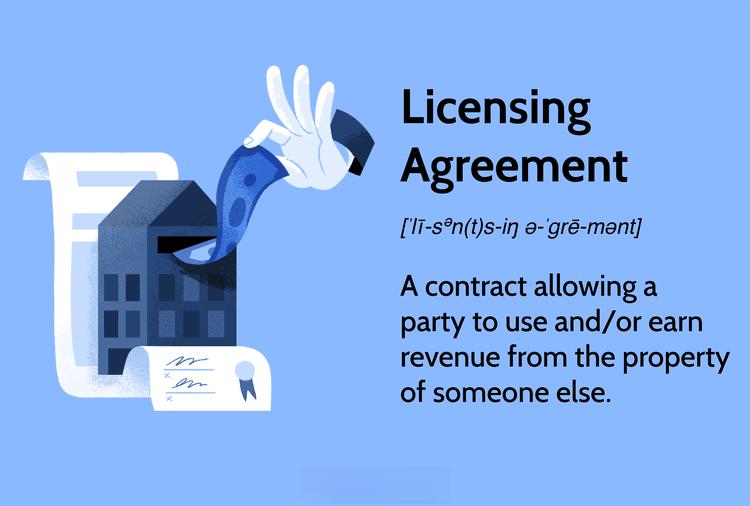 Licensing
Agreement
[ˈlī-sᵊn(t)s-iŋ ə-ˈgrē-mənt]
A contract allowing a
party to use and/or earn
revenue from the property
of someone else.